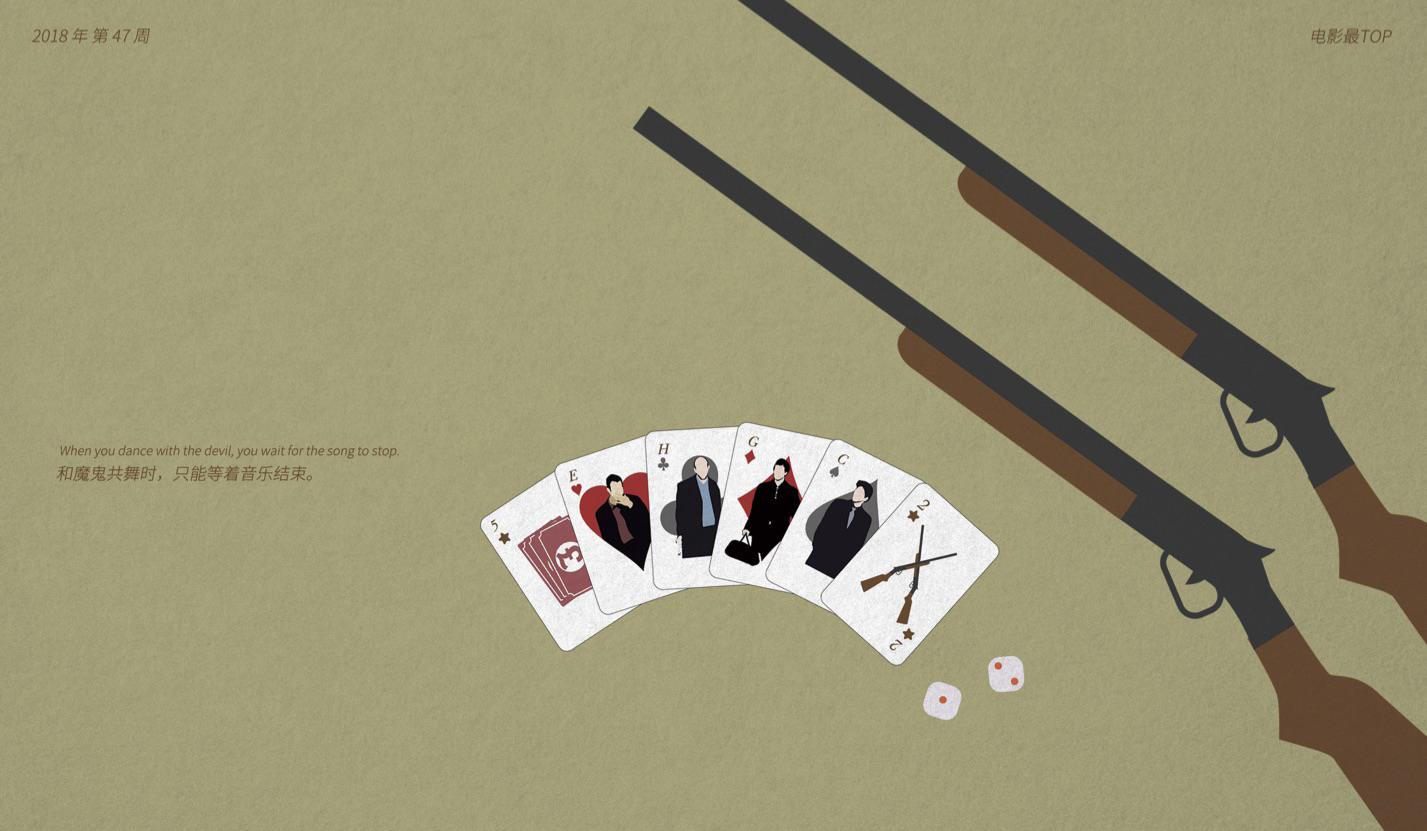 2018 年 第 47 周
电影最TOP
When you dance with the devil, you wait for the song to stop.
和魔鬼共舞时，只能等着音乐结束。
5
£
E
H
G
C
2
2